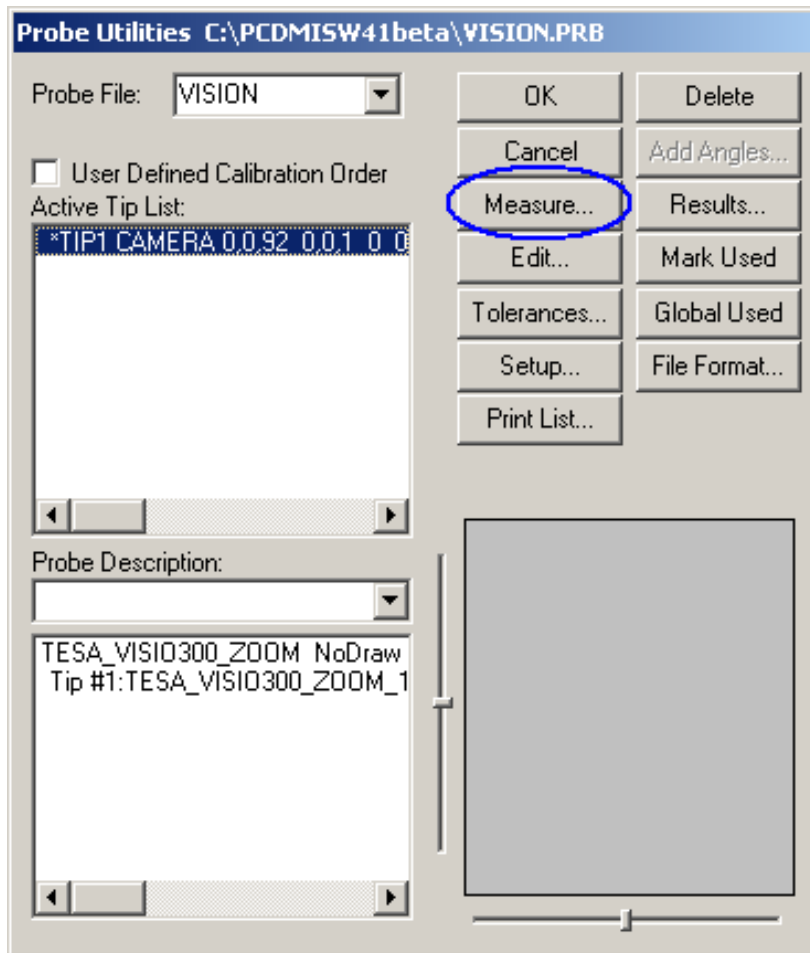 Probe Utilities C:\PCDMISW41beta\VISION.PRB
Probe File: VISION
User Defined Calibration Order
Active Tip List:
*TIP1 CAMERA 0,0,92 0,0,1 0 0
Probe Description:
TESA_VISIO300_ZOOM NoDraw
Tip #1:TESA_VISIO300_ZOOM_1
OK
Delete
Cancel
Add Angles...
Measure...
Results...
Edit...
Mark Used
Tolerances...
Global Used
Setup...
File Format...
Print List...